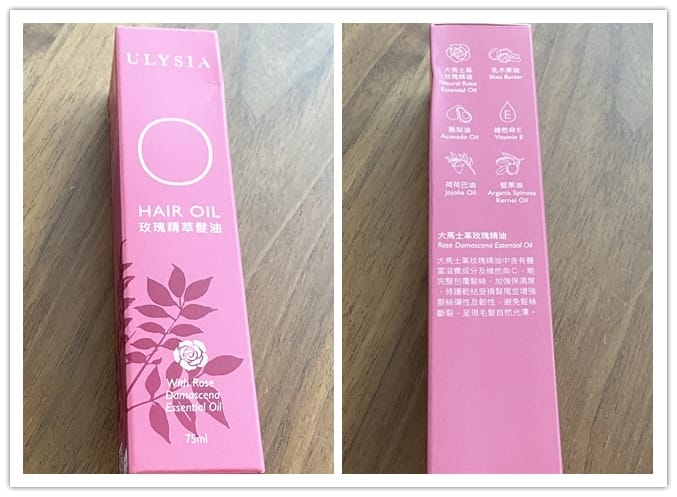 ULYSIA
HAIR OIL
玫瑰精萃髮油
With Rose
Damascena
Essential Oil
75ml
大馬士革
玫瑰精油
Natural Rose
Essential Oil
乳木果油
Shea Butter
酪梨油
Acovado Oil
E
維他命E
Vitamin E
荷荷巴油
Jojoba Oil
堅果油
Argania Spinosa
Kernel Oil
大馬士革玫瑰精油
Rose Damascena Essential Oil
大馬士革玫瑰精油中含有豐
富滋養成分及維他命C，能
完整包覆髮絲，加強保濕度
，修護乾枯受損髮尾並增強
髮絲彈性及韌性，避免髮絲
斷裂，呈現毛髮自然光澤。